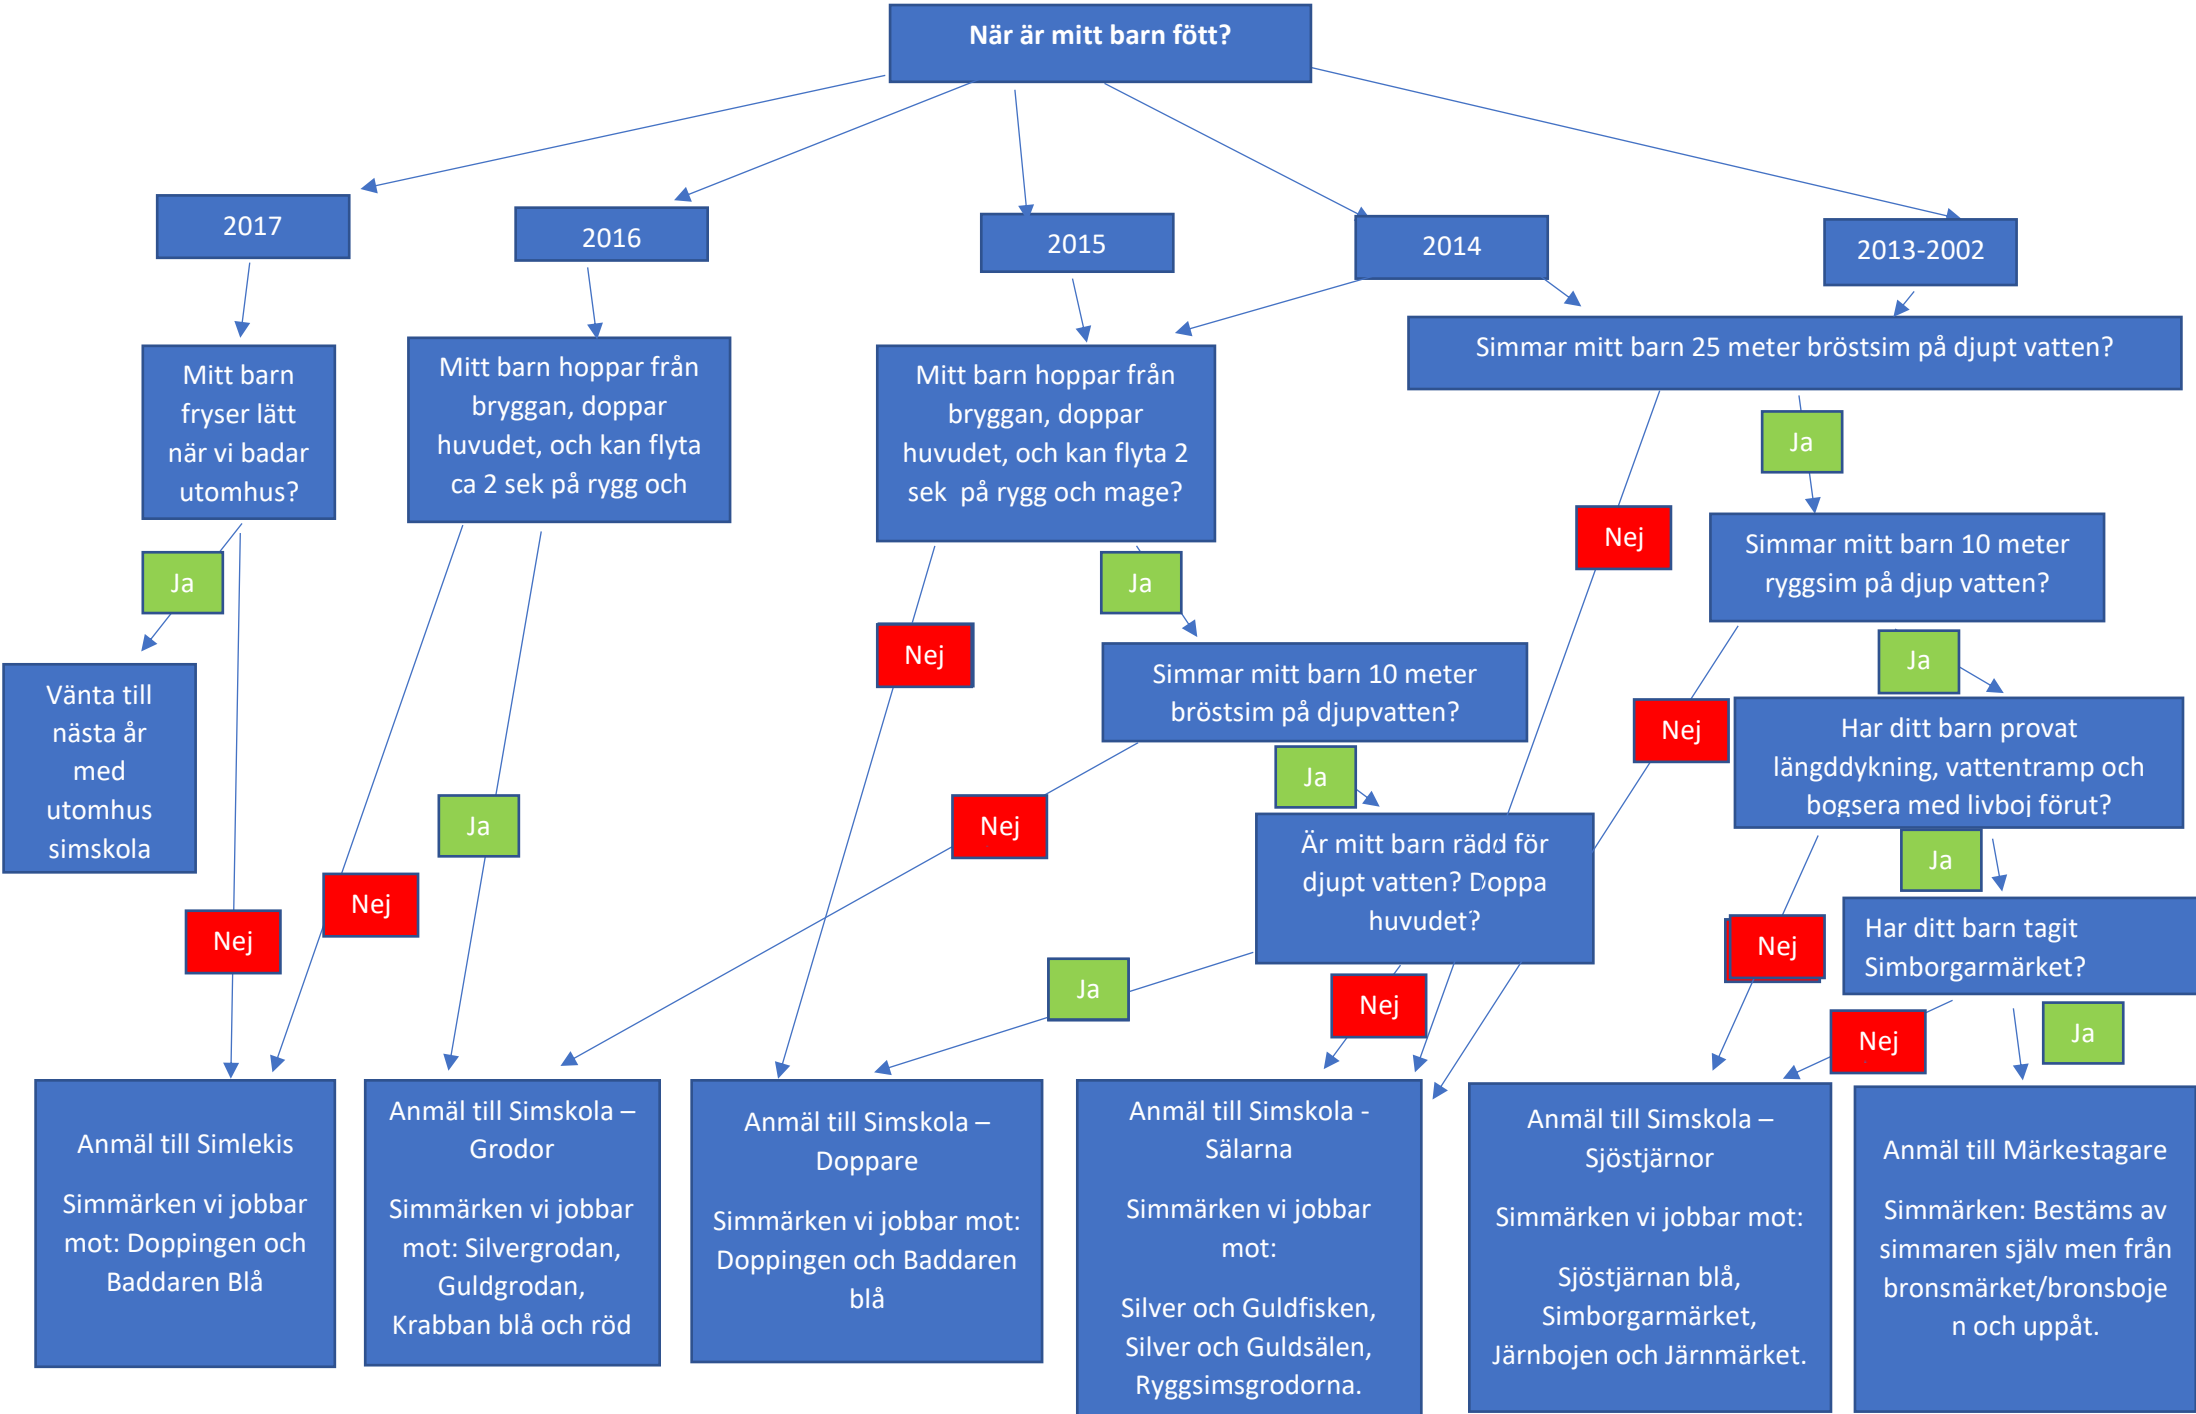 När är mitt barn fött?
2017
2016
2015
2014
2013-2002
Mitt barn
fryser lätt
när vi badar
utomhus?
Mitt barn hoppar från
bryggan, doppar
huvudet, och kan flyta
ca 2 sek på rygg och
Mitt barn hoppar från
bryggan, doppar
huvudet, och kan flyta 2
sek på rygg och mage?
Simmar mitt barn 25 meter bröstsim på djupt vatten?
Ja
Nej
Simmar mitt barn 10 meter
ryggsim på djup vatten?
Ja
Ja
Nej
Ja
Vänta till
nästa år
med
utomhus
simskola
Simmar mitt barn 10 meter
bröstsim på djupvatten?
Nej
Har ditt barn provat
längddykning, vattentramp och
bogsera med livboj förut?
Ja
Ja
Nej
Är mitt barn rädd för
djupt vatten? Doppa
huvudet?
Ja
Nej
Nej
Nej
Har ditt barn tagit
Simborgarmärket?
Ja
Nej
Nej
Ja
Anmäl till Simlekis
Simmärken vi jobbar
mot: Doppingen och
Baddaren Blå
Anmäl till Simskola –
Grodor
Simmärken vi jobbar
mot: Silvergrodan,
Guldgrodan,
Krabban blå och röd
Anmäl till Simskola –
Doppare
Simmärken vi jobbar mot:
Doppingen och Baddaren
blå
Anmäl till Simskola -
Sälarna
Simmärken vi jobbar
mot:
Silver och Guldfisken,
Silver och Guldsälen,
Ryggsimsgrodorna.
Anmäl till Simskola –
Sjöstjärnor
Simmärken vi jobbar mot:
Sjöstjärnan blå,
Simborgarmärket,
Järnbojen och Järnmärket.
Anmäl till Märkestagare
Simmärken: Bestäms av
simmaren själv men från
bronsmärket/bronsboje
n och uppåt.